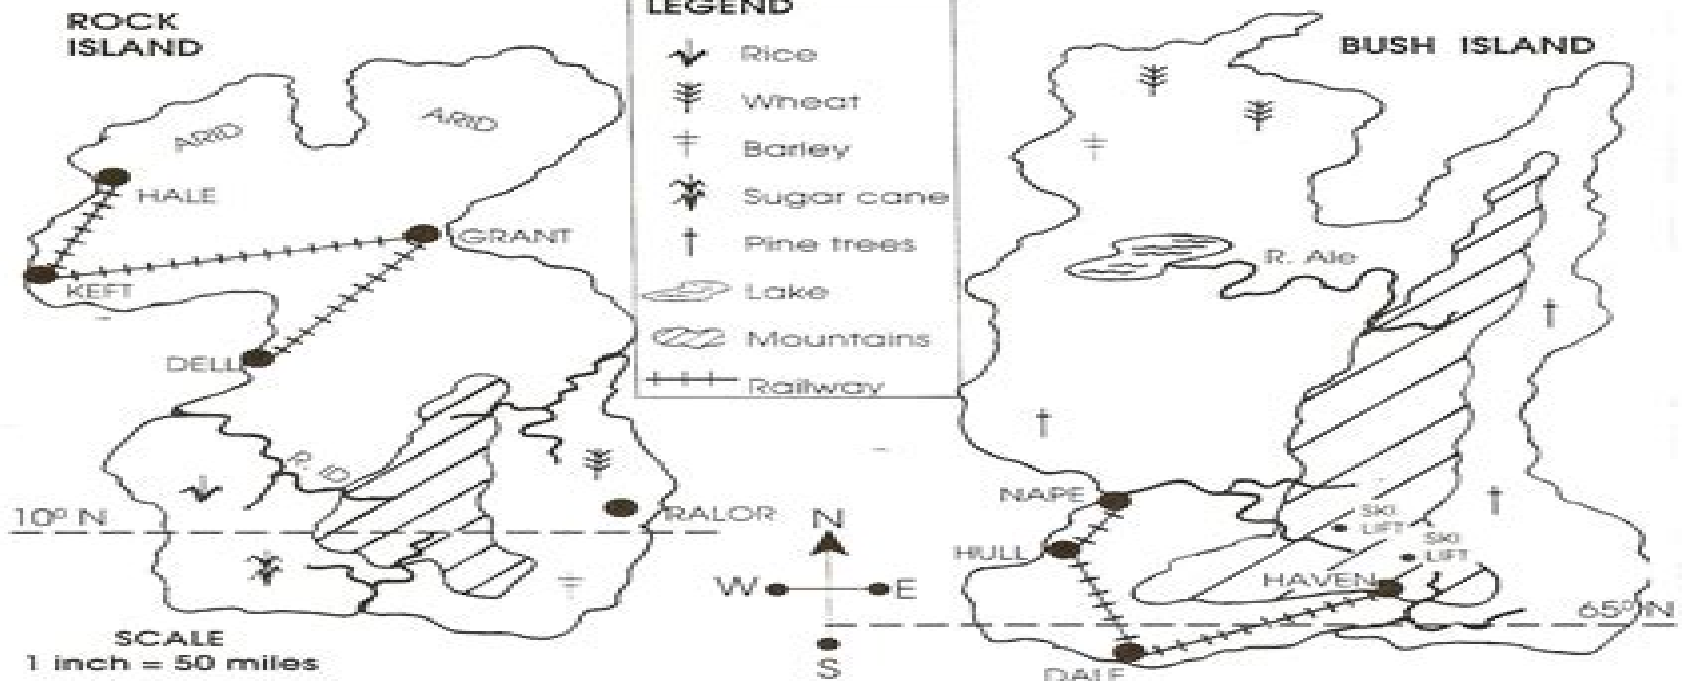 ROCK
ISLAND
ARID
ARID
HALE
GRANT
KEFT
DELL
R. ID
10° N
RALOR
SCALE
1 inch = 50 miles
LEGEND
Rice
Wheat
Barley
Sugar cane
Pine trees
Lake
Mountains
Railway
N
W
E
S
BUSH ISLAND
R. Ale
NAPE
SKI
LIFT
SKI
LIFT
HULL
HAVEN
65° N
DALE